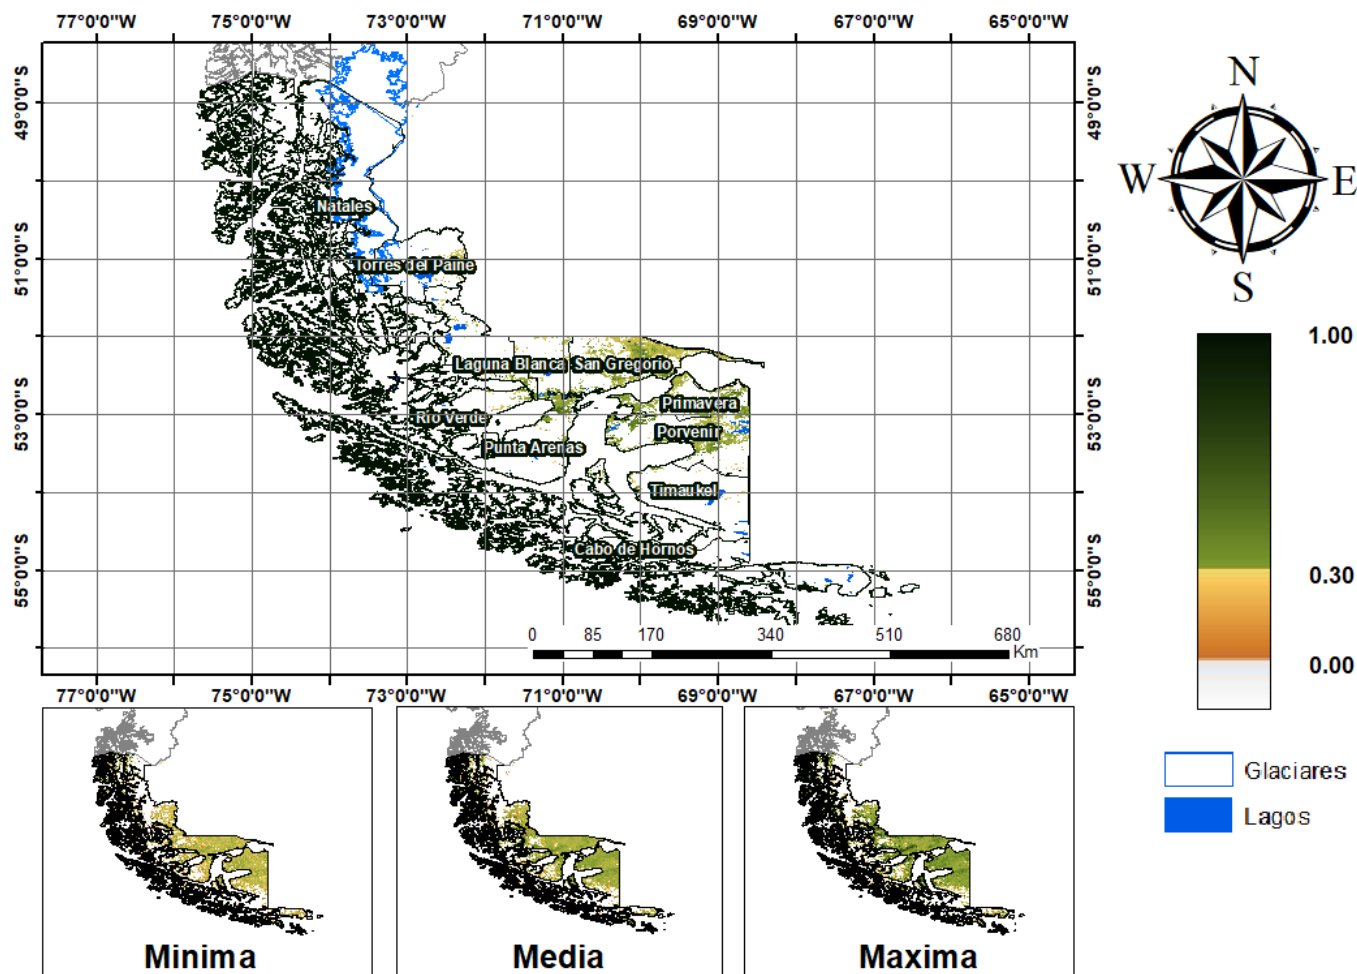 77°0'0"W 75°0'0"W 73°0'0"W 71°0'0"W 69°0'0"W 67°0'0"W 65°0'0"W
49°0'0"S
51°0'0"S
53°0'0"S
55°0'0"S
49°0'0"S
51°0'0"S
53°0'0"S
55°0'0"S
Natales
Torres del Paine
Laguna Blanca
San Gregorio
Primavera
Rio Verde
Porvenir
Punta Arenas
Timaukel
Cabo de Hornos
0 85 170 340 510 680
Km
77°0'0"W 75°0'0"W 73°0'0"W 71°0'0"W 69°0'0"W 67°0'0"W 65°0'0"W
N
W E
S
1.00
0.30
0.00
Glaciares
Lagos
Minima
Media
Maxima